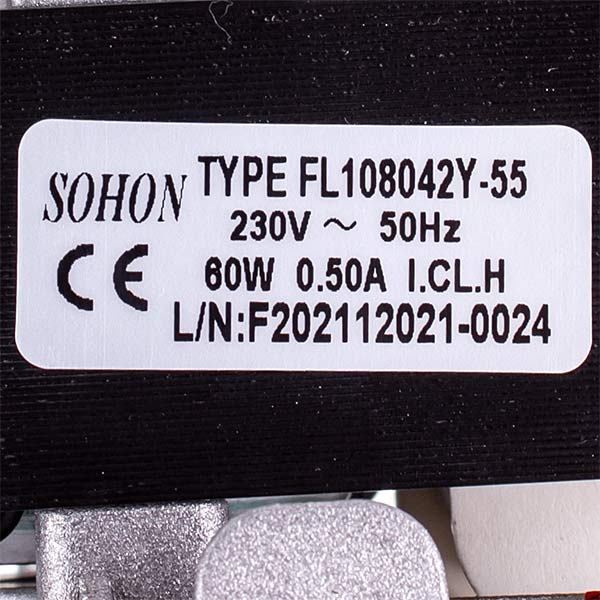 SOHON TYPE FL108042Y-55
230V ~ 50Hz
CE 60W 0.50A I.CL.H
L/N:F202112021-0024